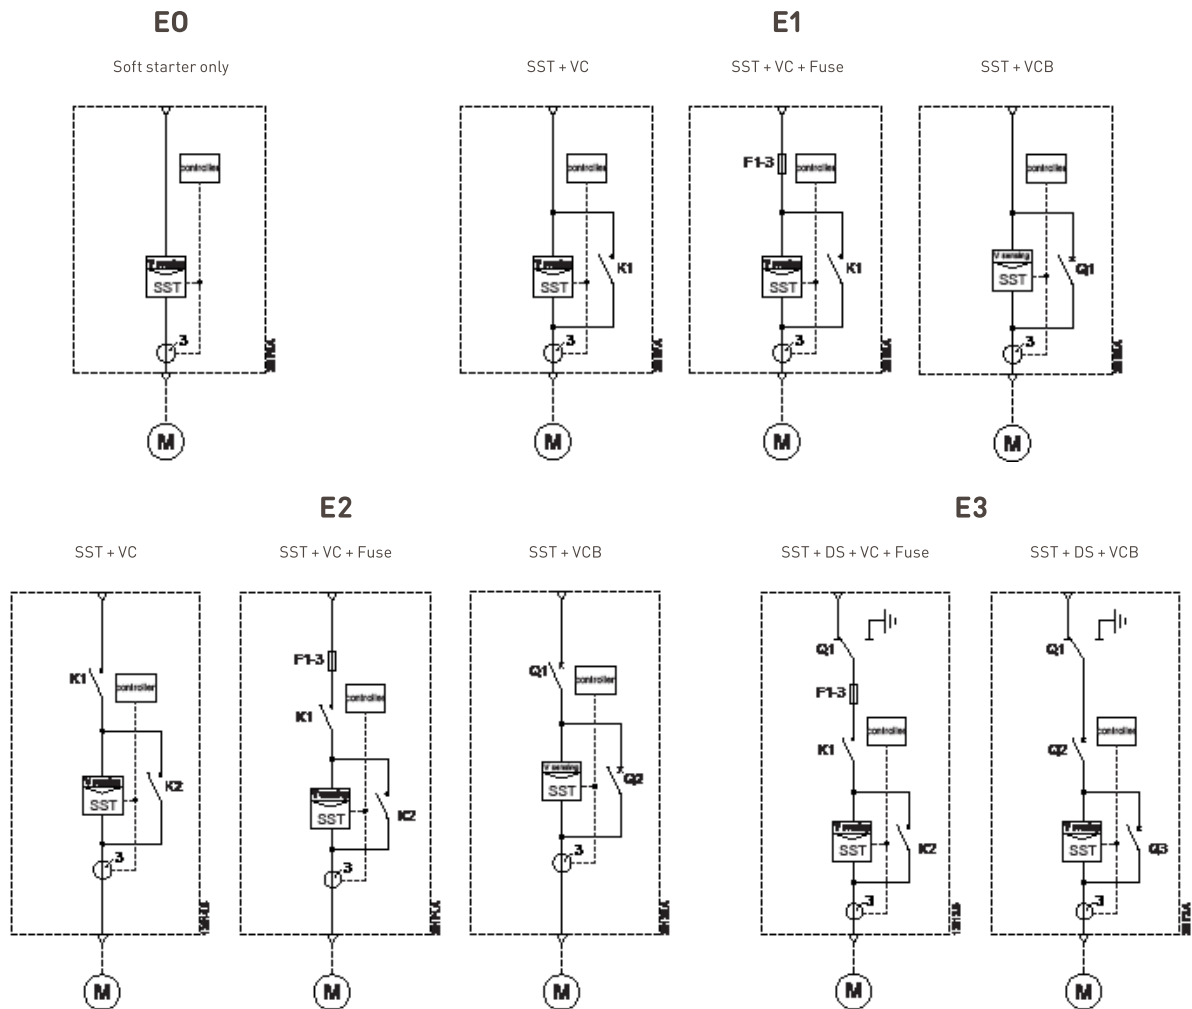 E0
E1
Soft starter only
SST + VC
SST + VC + Fuse
SST + VCB
controller
SST
3
M
controller
K1
SST
3
M
F1-3
controller
K1
SST
3
M
controller
V sensing
SST
Q1
3
M
E2
E3
SST + VC
SST + VC + Fuse
SST + VCB
SST + DS + VC + Fuse
SST + DS + VCB
K1
controller
SST
K2
3
M
F1-3
controller
K1
SST
K2
3
M
Q1
controller
V sensing
SST
Q2
3
M
Q1
F1-3
controller
K1
SST
K2
3
M
Q1
controller
Q2
SST
Q3
3
M